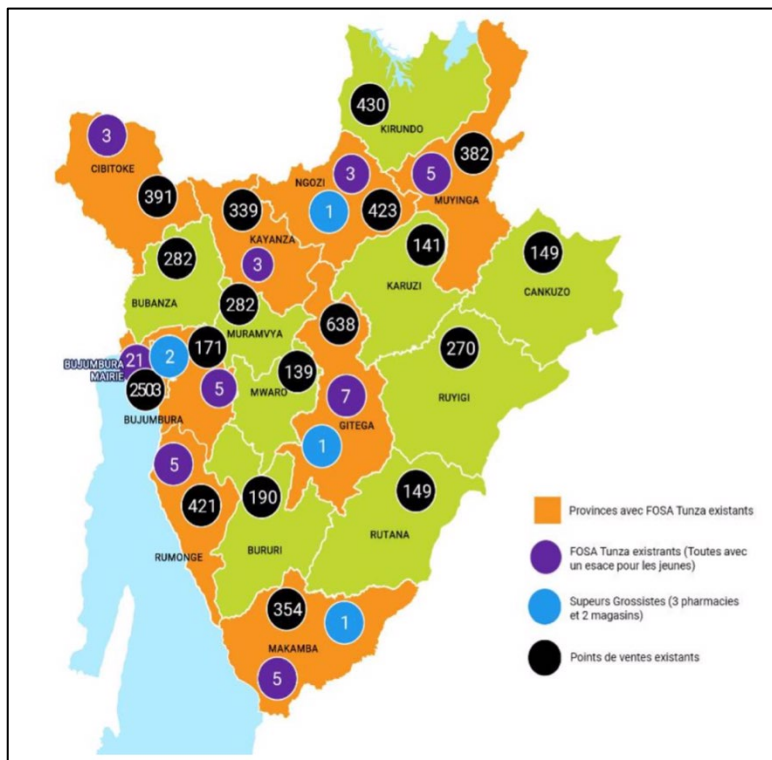 430
KIRUNDO
3
CIBITOKE
382
5
MUYINGA
NGOZI
3
1
423
391
339
KAYANZA
3
141
KARUZI
149
CANKUZO
282
BUBANZA
282
MURAMVYA
638
BUJUMBURA
MAIRIE
21
2
171
2503
BUJUMBURA
5
139
MWARO
270
RUYIGI
7
GITEGA
1
5
421
RUMONGE
190
BURURI
149
RUTANA
354
1
MAKAMBA
5
Provinces avec FOSA Tunza existants
FOSA Tunza existrants (Toutes avec
un esace pour les jeunes)
Supeurs Grossistes (3 pharmacies
et 2 magasins)
Points de ventes existant